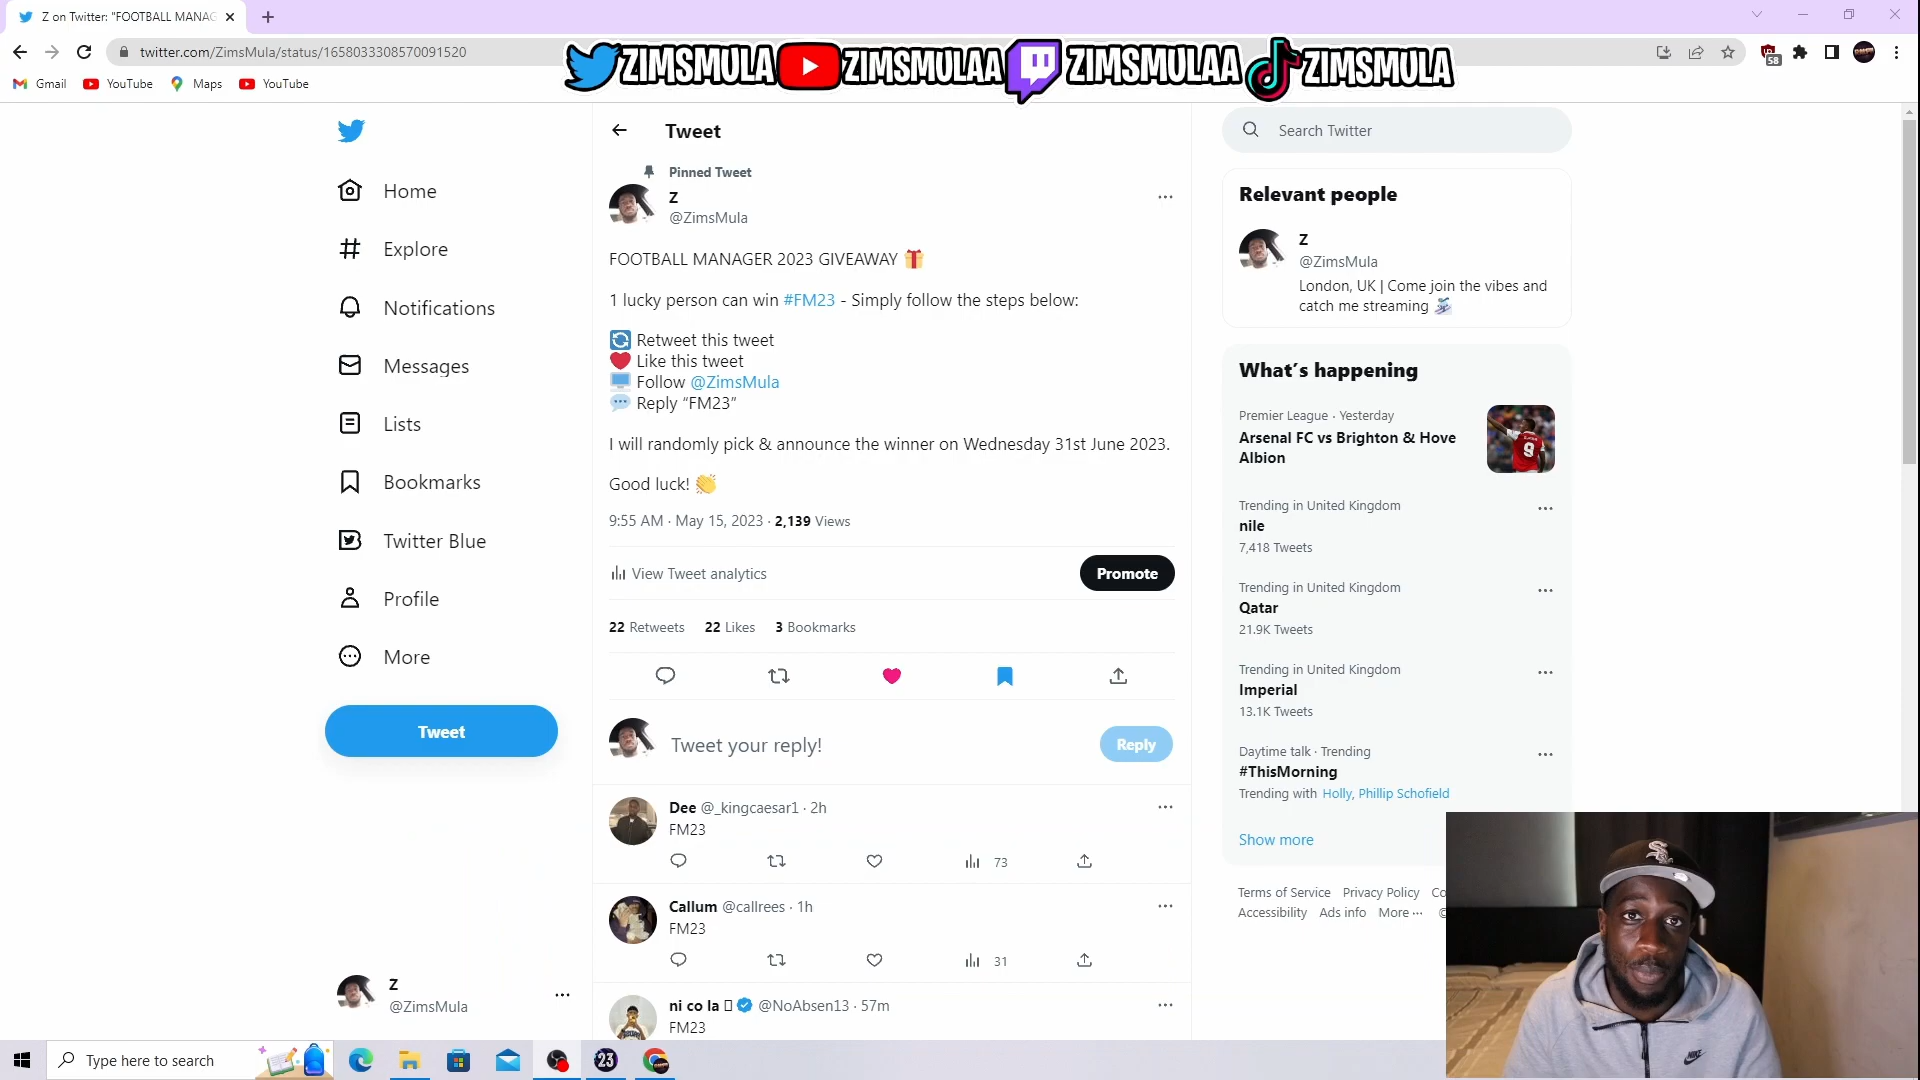 Z on Twitter: "FOOTBALL MANAG
twitter.com/ZimsMula/status/1658033308570091520
58
Gmail
YouTube
Maps
YouTube
ZIMSMULA
ZIMSMULAA
ZIMSMULAA
ZIMSMULA
Home
Explore
Notifications
Messages
Lists
Bookmarks
Twitter Blue
Profile
More
Tweet
Z
@ZimsMula
Tweet
Pinned Tweet
Z
@ZimsMula
FOOTBALL MANAGER 2023 GIVEAWAY 🎁
1 lucky person can win #FM23 - Simply follow the steps below:
🔄 Retweet this tweet
❤️ Like this tweet
🖥️ Follow @ZimsMula
💬 Reply “FM23”
I will randomly pick & announce the winner on Wednesday 31st June 2023.
Good luck! 👏
9:55 AM · May 15, 2023 · 2,139 Views
View Tweet analytics
Promote
22 Retweets 22 Likes 3 Bookmarks
Tweet your reply!
Reply
Dee @_kingcaesar1 · 2h
FM23
73
Callum @callrees · 1h
FM23
31
ni co la @NoAbsen13 · 57m
FM23
Search Twitter
Relevant people
Z
@ZimsMula
London, UK | Come join the vibes and
catch me streaming 🏂
What’s happening
Premier League · Yesterday
Arsenal FC vs Brighton & Hove
Albion
9
Trending in United Kingdom
nile
7,418 Tweets
Trending in United Kingdom
Qatar
21.9K Tweets
Trending in United Kingdom
Imperial
13.1K Tweets
Daytime talk · Trending
#ThisMorning
Trending with Holly, Phillip Schofield
Show more
Terms of Service Privacy Policy Co
Accessibility Ads info More ··· ©
Type here to search
23